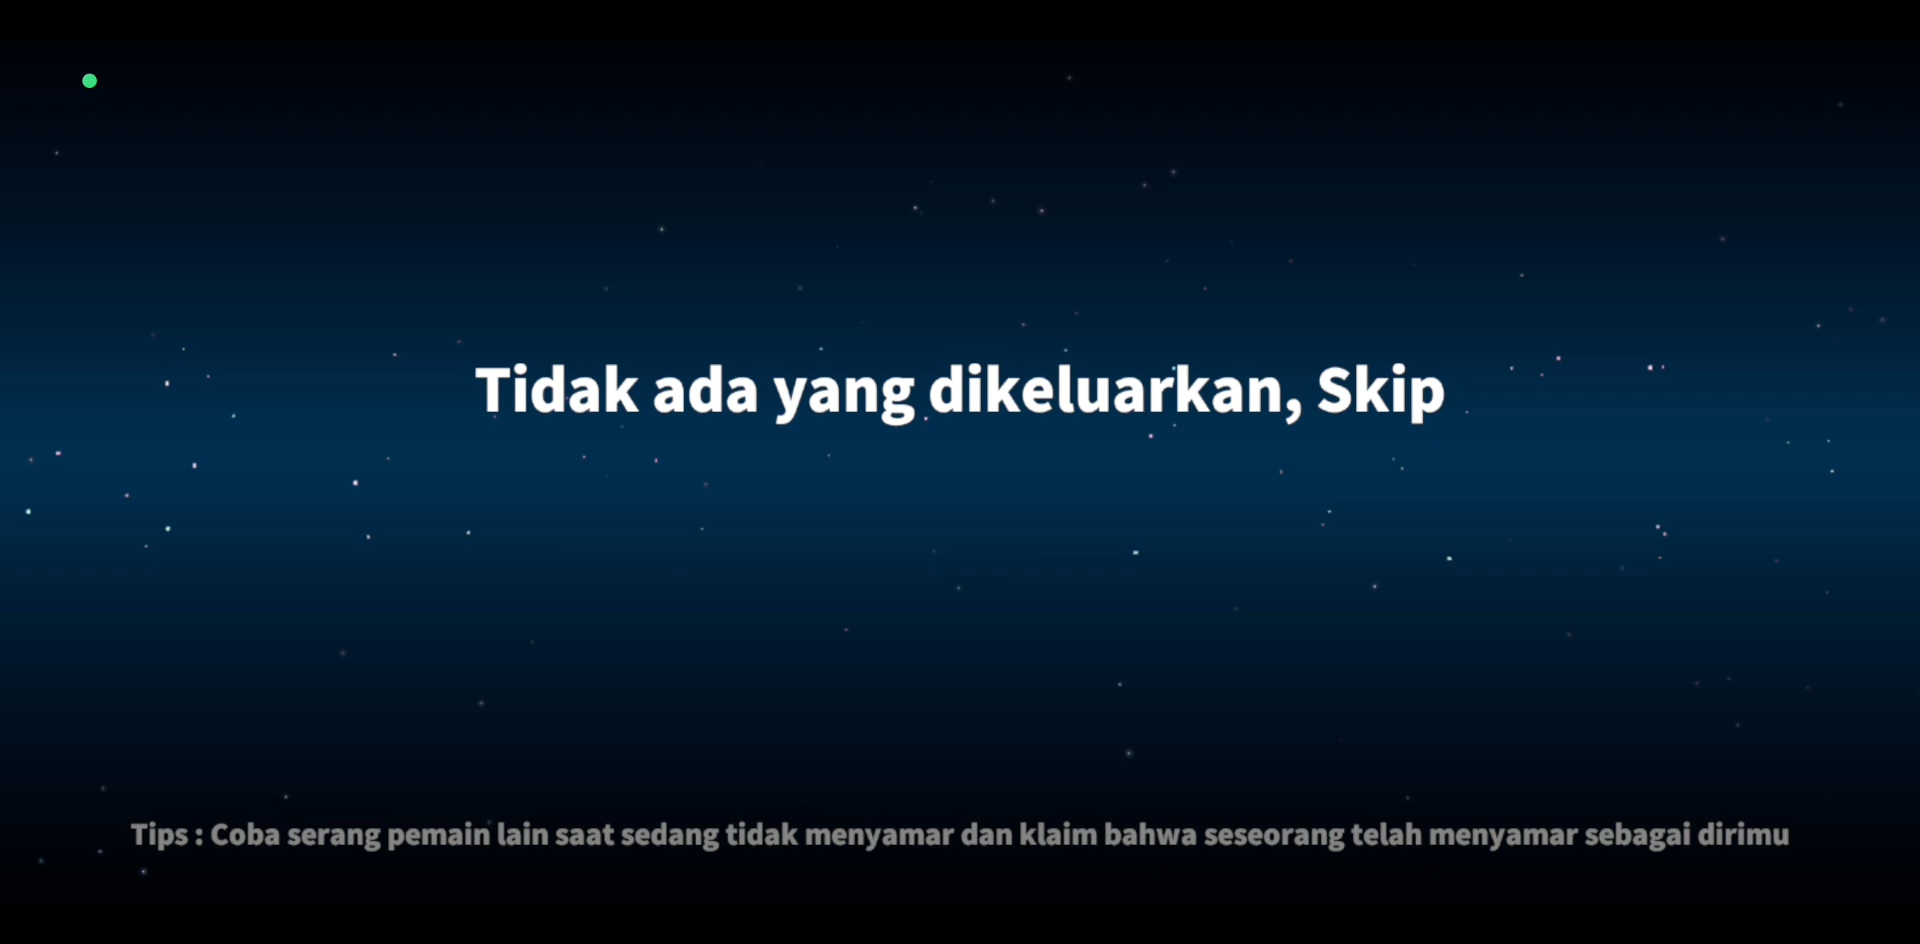 Tidak ada yang dikeluarkan, Skip
Tips : Coba serang pemain lain saat sedang tidak menyamar dan klaim bahwa seseorang telah menyamar sebagai dirimu